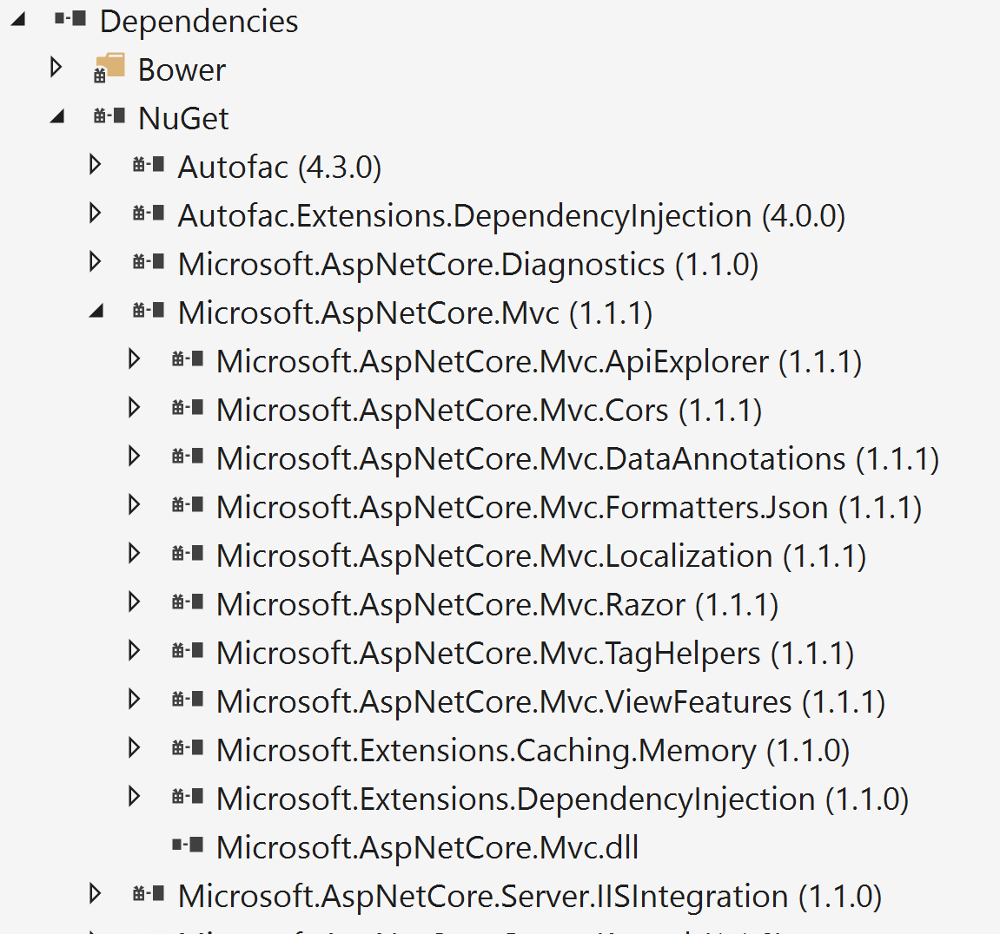 Dependencies
Bower
NuGet
Autofac (4.3.0)
Autofac.Extensions.DependencyInjection (4.0.0)
Microsoft.AspNetCore.Diagnostics (1.1.0)
Microsoft.AspNetCore.Mvc (1.1.1)
Microsoft.AspNetCore.Mvc.ApiExplorer (1.1.1)
Microsoft.AspNetCore.Mvc.Cors (1.1.1)
Microsoft.AspNetCore.Mvc.DataAnnotations (1.1.1)
Microsoft.AspNetCore.Mvc.Formatters.Json (1.1.1)
Microsoft.AspNetCore.Mvc.Localization (1.1.1)
Microsoft.AspNetCore.Mvc.Razor (1.1.1)
Microsoft.AspNetCore.Mvc.TagHelpers (1.1.1)
Microsoft.AspNetCore.Mvc.ViewFeatures (1.1.1)
Microsoft.Extensions.Caching.Memory (1.1.0)
Microsoft.Extensions.DependencyInjection (1.1.0)
Microsoft.AspNetCore.Mvc.dll
Microsoft.AspNetCore.Server.IISIntegration (1.1.0)